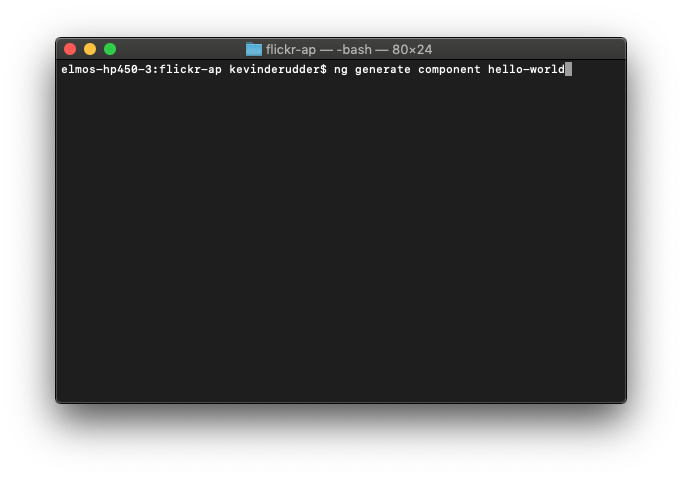 flickr-ap — -bash — 80×24
elmos-hp450-3:flickr-ap kevinderudder$ ng generate component hello-world